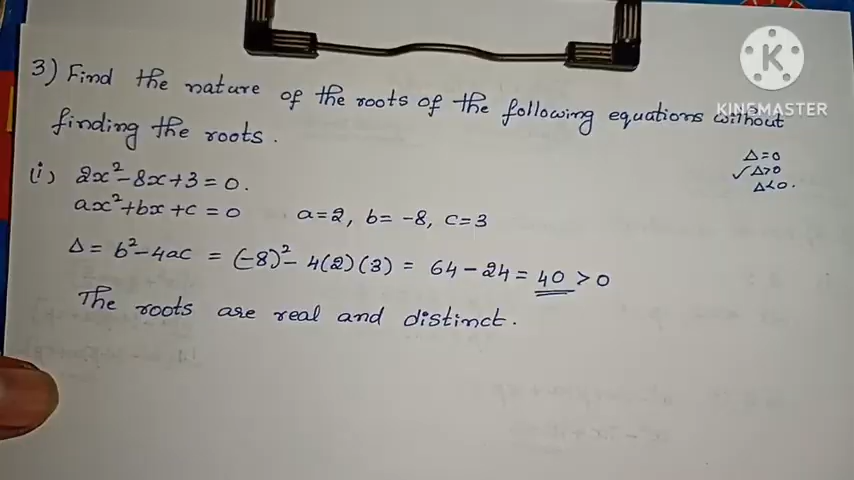 3) Find the nature of the roots of the following equations without
finding the roots.
(i) 2x²-8x+3=0.
ax²+bx+c=0 a=2, b=-8, c=3
Δ= b²-4ac = (-8)²- 4(2)(3) = 64-24= 40 > 0
The roots are real and distinct.
Δ=0
✓Δ>0
Δ<0.
K
KINEMASTER